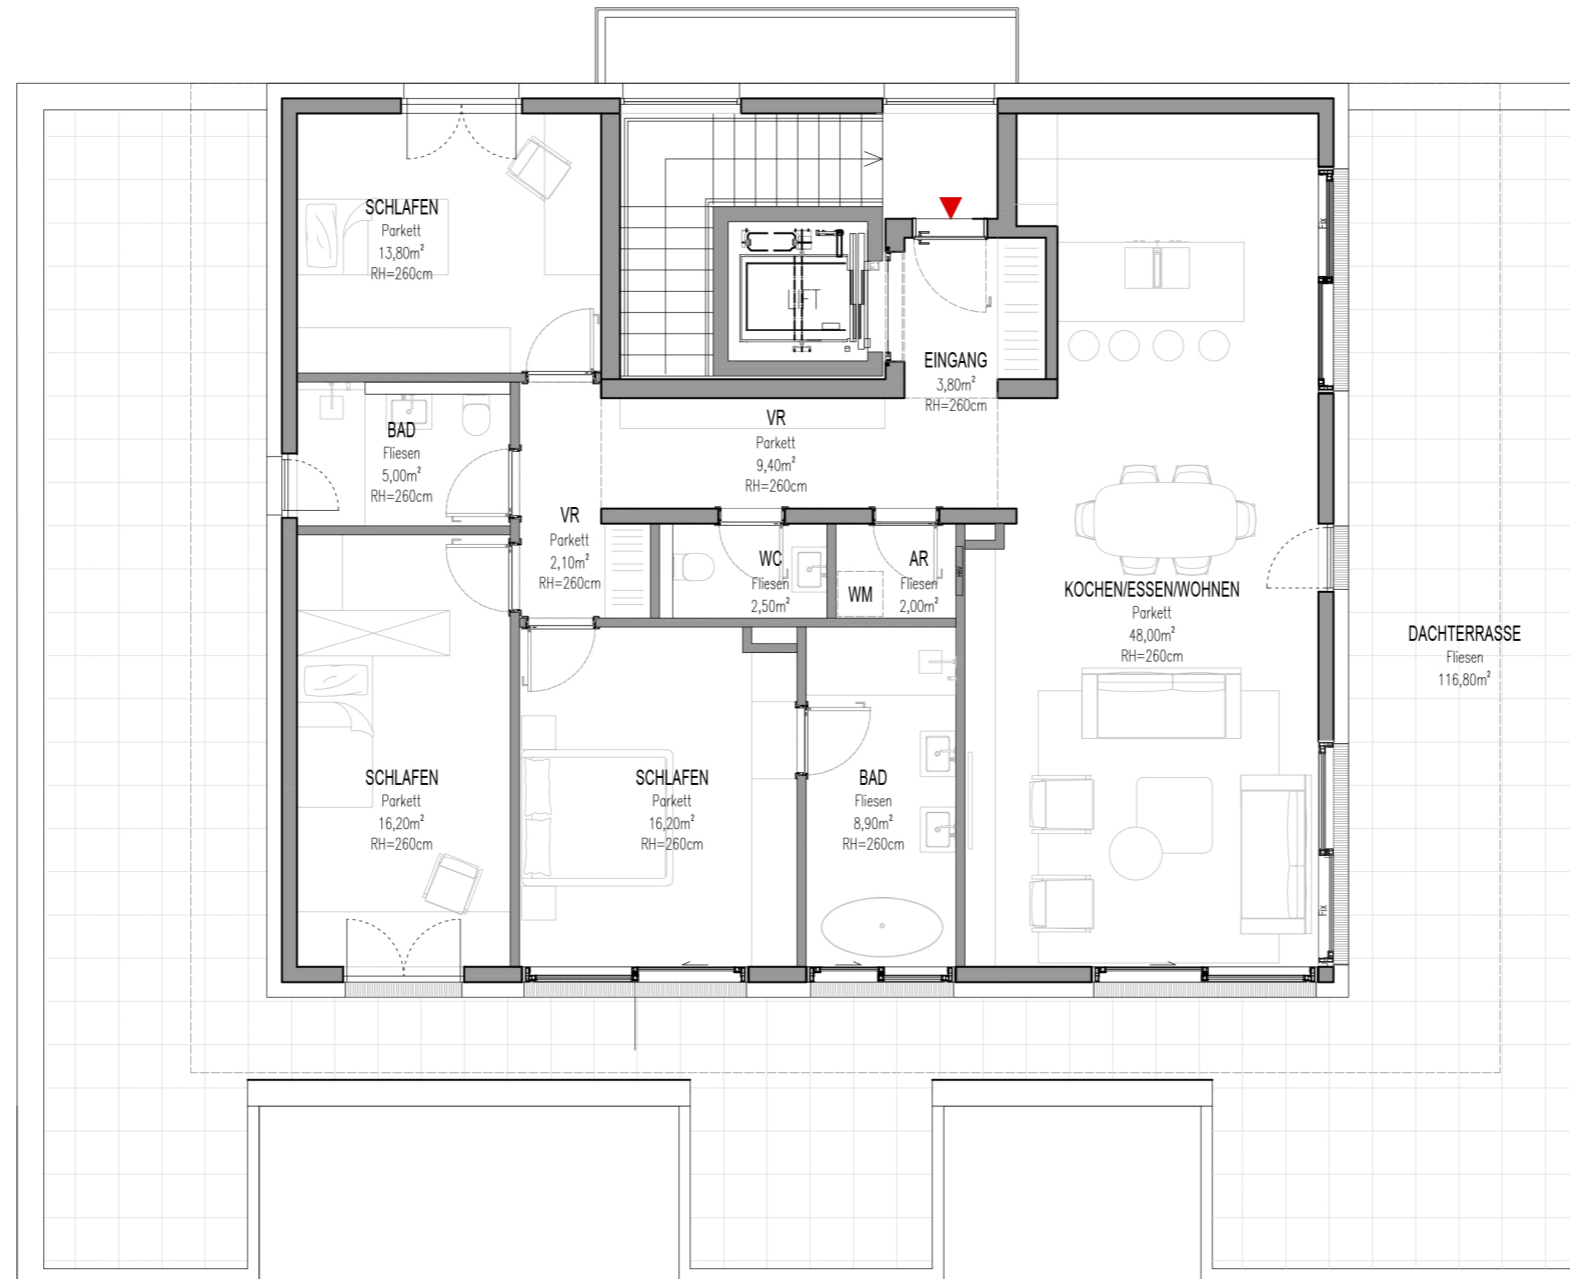 SCHLAFEN
Parkett
13,80m²
RH=260cm
EINGANG
3,80m²
RH=260cm
BAD
Fliesen
5,00m²
RH=260cm
VR
Parkett
9,40m²
RH=260cm
VR
Parkett
2,10m²
RH=260cm
WC
Fliesen
2,50m²
WM
AR
Fliesen
2,00m²
KOCHEN/ESSEN/WOHNEN
Parkett
48,00m²
RH=260cm
DACHTERRASSE
Fliesen
116,80m²
SCHLAFEN
Parkett
16,20m²
RH=260cm
SCHLAFEN
Parkett
16,20m²
RH=260cm
BAD
Fliesen
8,90m²
RH=260cm
Fix
Fix